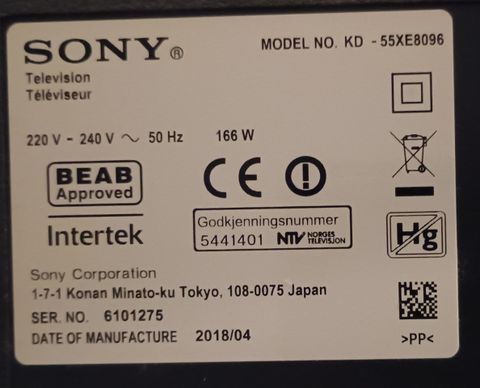 SONY®
MODEL NO. KD - 55XE8096
Television
Téléviseur
220 V - 240 V ~ 50 Hz 166 W
BEAB
Approved
CE
Intertek
Godkjenningsnummer
5441401 NTV NORGES
TELEVISJON
Hg
Sony Corporation
1-7-1 Konan Minato-ku Tokyo, 108-0075 Japan
SER. NO. 6101275
DATE OF MANUFACTURE 2018/04
>PP<